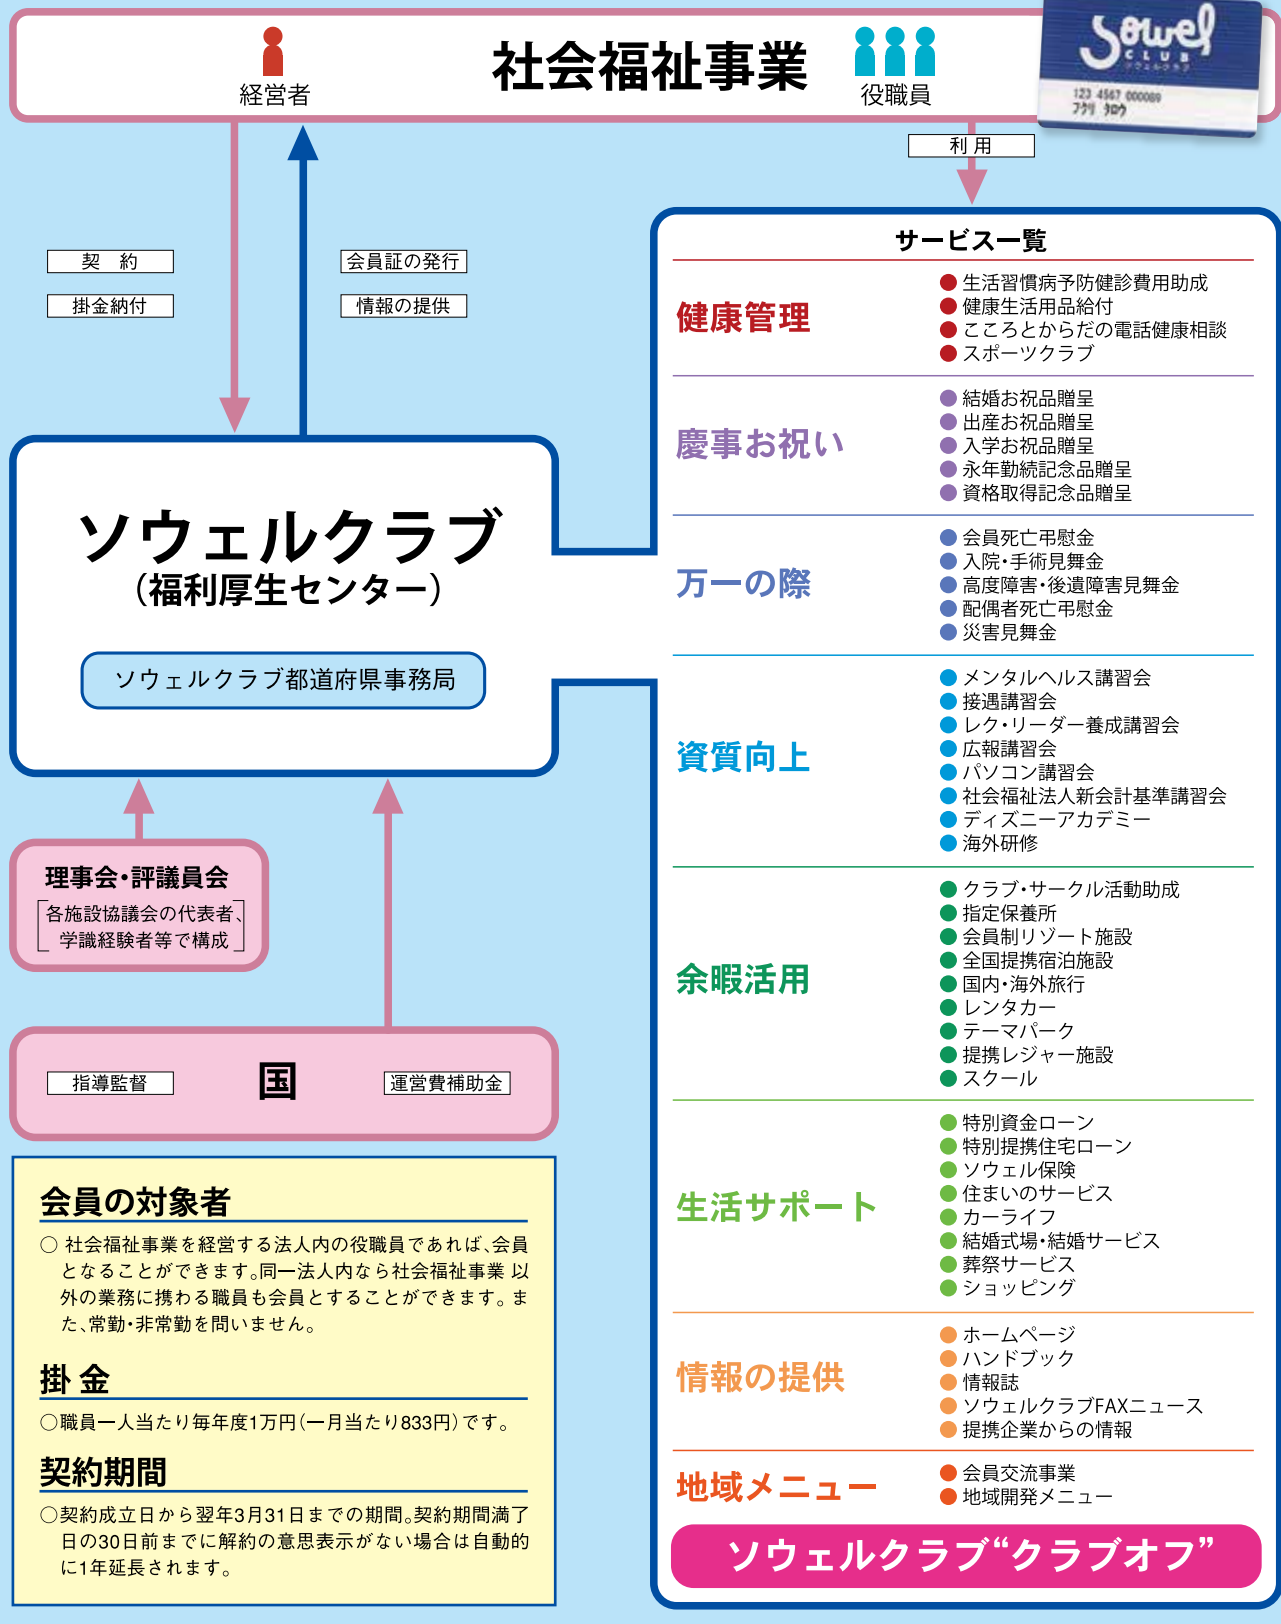 経営者
社会福祉事業
役職員
Sowel
CLUB
ソウェルクラブ
123 4567 000089
フクリ タロウ
利用
契　約
掛金納付
会員証の発行
情報の提供
ソウェルクラブ
（福利厚生センター）
ソウェルクラブ都道府県事務局
理事会・評議員会
各施設協議会の代表者、
学識経験者等で構成
指導監督
国
運営費補助金
会員の対象者
○ 社会福祉事業を経営する法人内の役職員であれば、会員
となることができます。同一法人内なら社会福祉事業 以
外の業務に携わる職員も会員とすることができます。ま
た、常勤・非常勤を問いません。
掛 金
○職員一人当たり毎年度1万円（一月当たり833円）です。
契約期間
○契約成立日から翌年3月31日までの期間。契約期間満了
日の30日前までに解約の意思表示がない場合は自動的
に1年延長されます。
サービス一覧
健康管理
●生活習慣病予防健診費用助成
●健康生活用品給付
●こころとからだの電話健康相談
●スポーツクラブ
慶事お祝い
●結婚お祝品贈呈
●出産お祝品贈呈
●入学お祝品贈呈
●永年勤続記念品贈呈
●資格取得記念品贈呈
万一の際
●会員死亡弔慰金
●入院・手術見舞金
●高度障害・後遺障害見舞金
●配偶者死亡弔慰金
●災害見舞金
資質向上
●メンタルヘルス講習会
●接遇講習会
●レク・リーダー養成講習会
●広報講習会
●パソコン講習会
●社会福祉法人新会計基準講習会
●ディズニーアカデミー
●海外研修
余暇活用
●クラブ・サークル活動助成
●指定保養所
●会員制リゾート施設
●全国提携宿泊施設
●国内・海外旅行
●レンタカー
●テーマパーク
●提携レジャー施設
●スクール
生活サポート
●特別資金ローン
●特別提携住宅ローン
●ソウェル保険
●住まいのサービス
●カーライフ
●結婚式場・結婚サービス
●葬祭サービス
●ショッピング
情報の提供
●ホームページ
●ハンドブック
●情報誌
●ソウェルクラブFAXニュース
●提携企業からの情報
地域メニュー
●会員交流事業
●地域開発メニュー
ソウェルクラブ“クラブオフ”